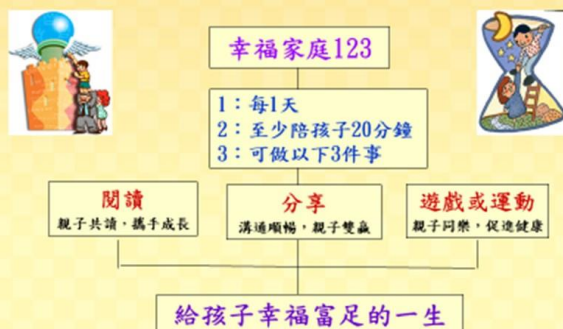 幸福家庭123
1：每1天
2：至少陪孩子20分鐘
3：可做以下3件事
閱讀
親子共讀，攜手成長
分享
溝通順暢，親子雙贏
遊戲或運動
親子同樂，促進健康
給孩子幸福富足的一生